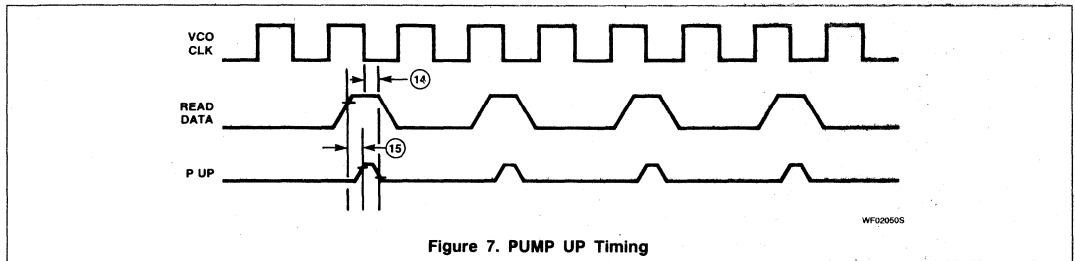 VCO
CLK
14
READ
DATA
15
P UP
WF02050S
Figure 7. PUMP UP Timing